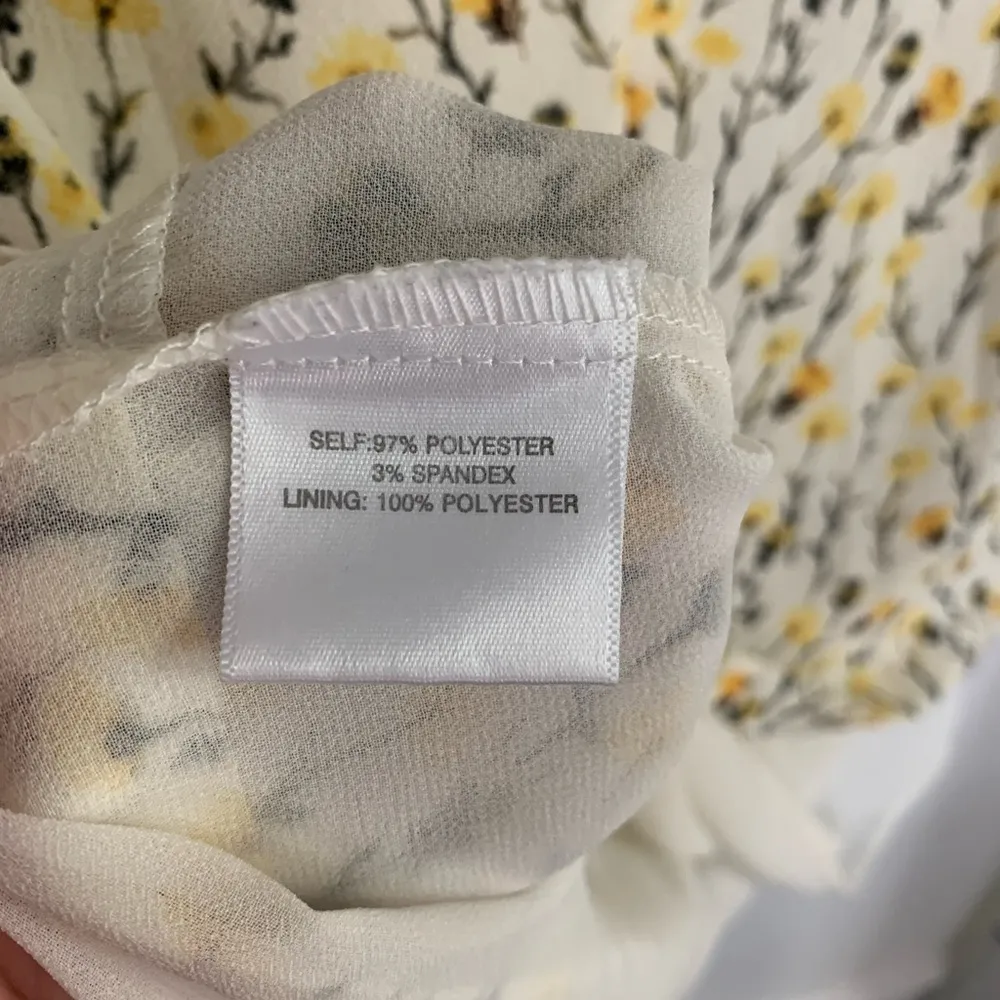 SELF:97% POLYESTER
3% SPANDEX
LINING: 100% POLYESTER